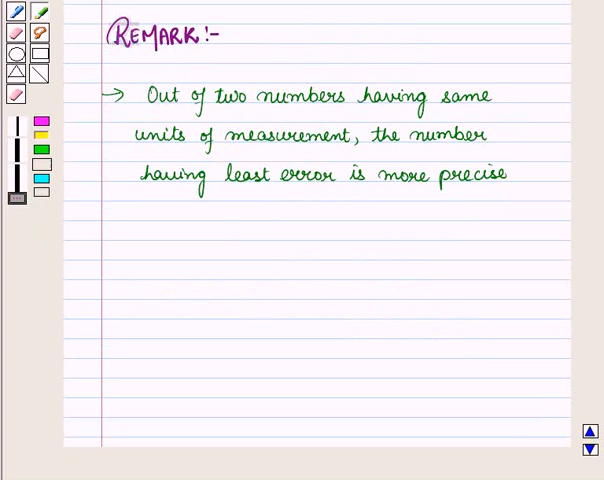 REMARK:-
→ Out of two numbers having same
units of measurement, the number
having least error is more precise